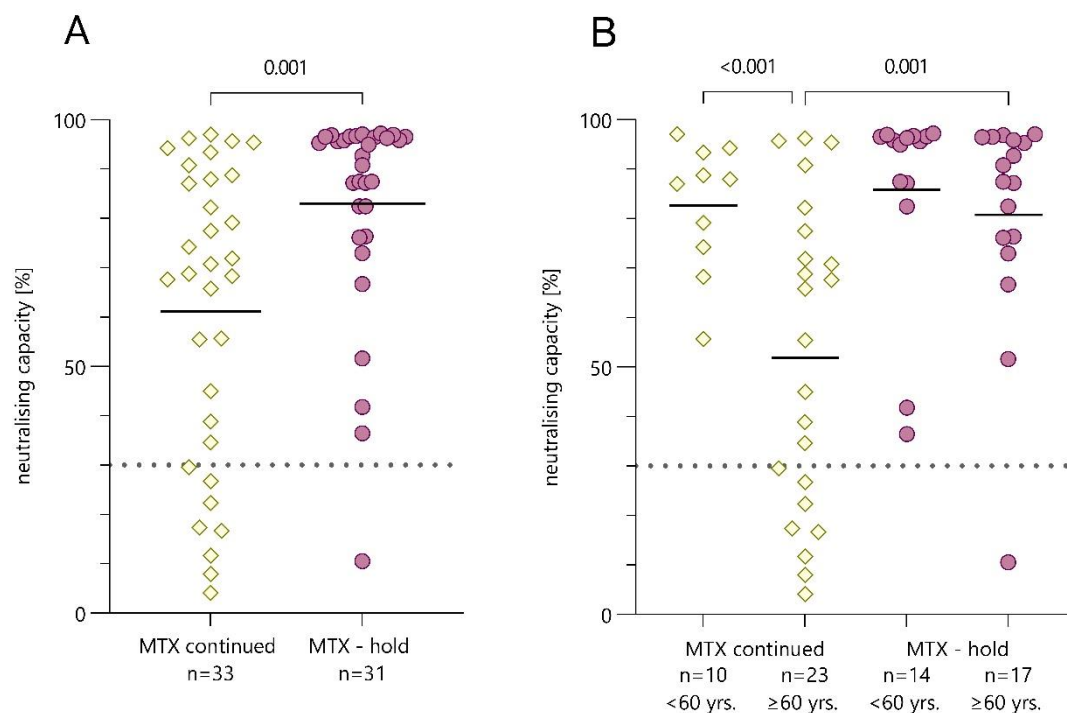 A
0.001
100
50
0
neutralising capacity [%]
MTX continued
n=33
MTX - hold
n=31
B
<0.001
0.001
100
50
0
neutralising capacity [%]
MTX continued
MTX - hold
n=10
n=23
n=14
n=17
<60 yrs.
≥60 yrs.
<60 yrs.
≥60 yrs.